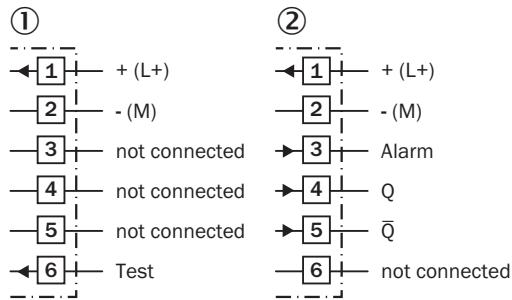 ①
1 + (L+)
2 - (M)
3 not connected
4 not connected
5 not connected
6 Test
②
1 + (L+)
2 - (M)
3 Alarm
4 Q
5 Q̅
6 not connected